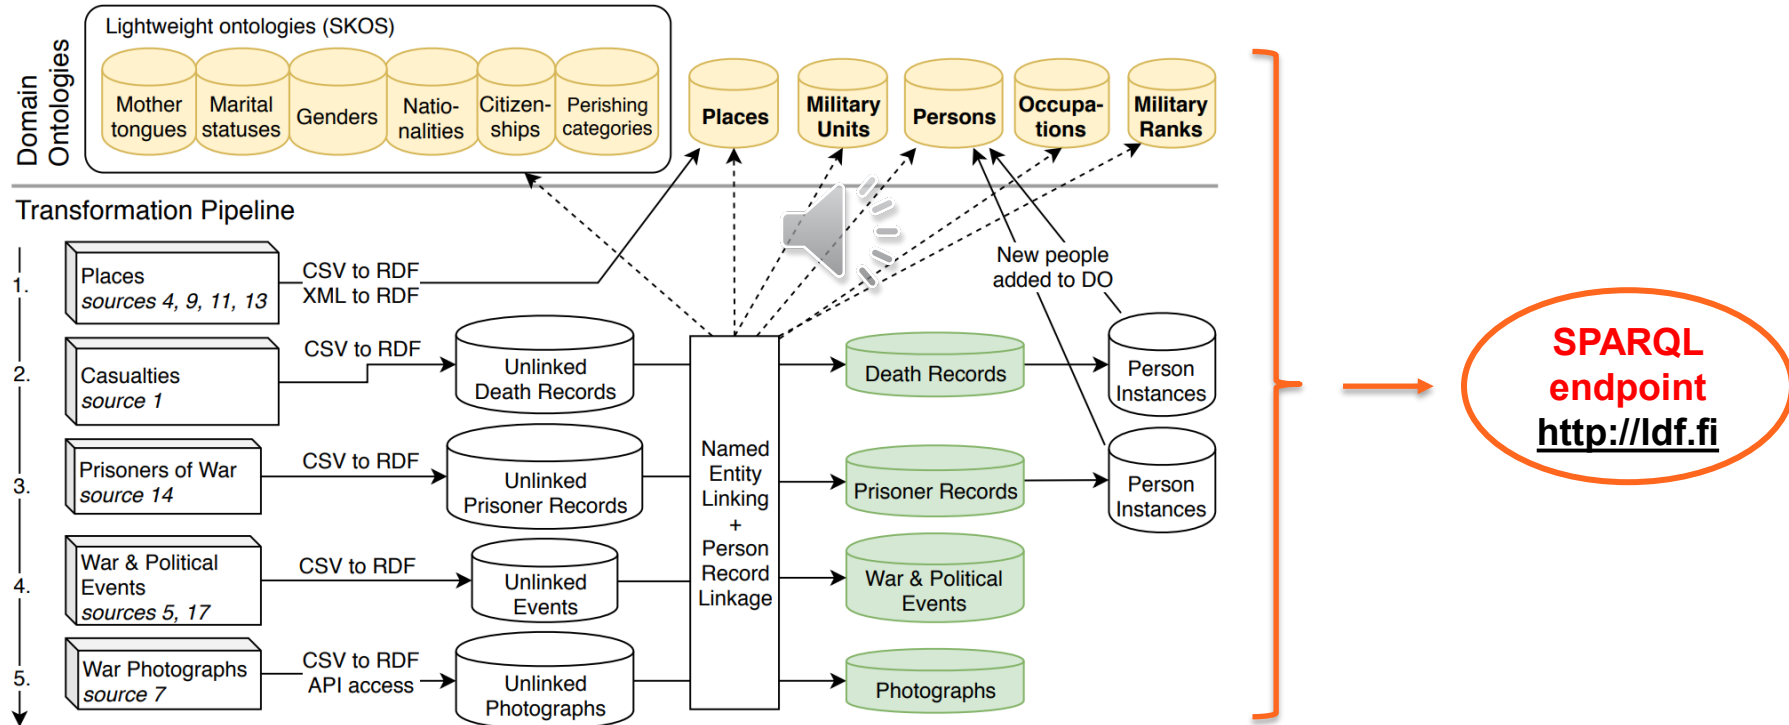 Domain
Ontologies
Lightweight ontologies (SKOS)
Mother
tongues
Marital
statuses
Genders
Natio-
nalities
Citizen-
ships
Perishing
categories
Places
Military
Units
Persons
Occupa-
tions
Military
Ranks
Transformation Pipeline
1.
Places
sources 4, 9, 11, 13
CSV to RDF
XML to RDF
New people
added to DO
2.
Casualties
source 1
CSV to RDF
Unlinked
Death Records
Death Records
Person
Instances
3.
Prisoners of War
source 14
CSV to RDF
Unlinked
Prisoner Records
Named
Entity
Linking
+
Person
Record
Linkage
Prisoner Records
Person
Instances
4.
War & Political
Events
sources 5, 17
CSV to RDF
Unlinked
Events
War & Political
Events
5.
War Photographs
source 7
CSV to RDF
API access
Unlinked
Photographs
Photographs
SPARQL
endpoint
http://ldf.fi